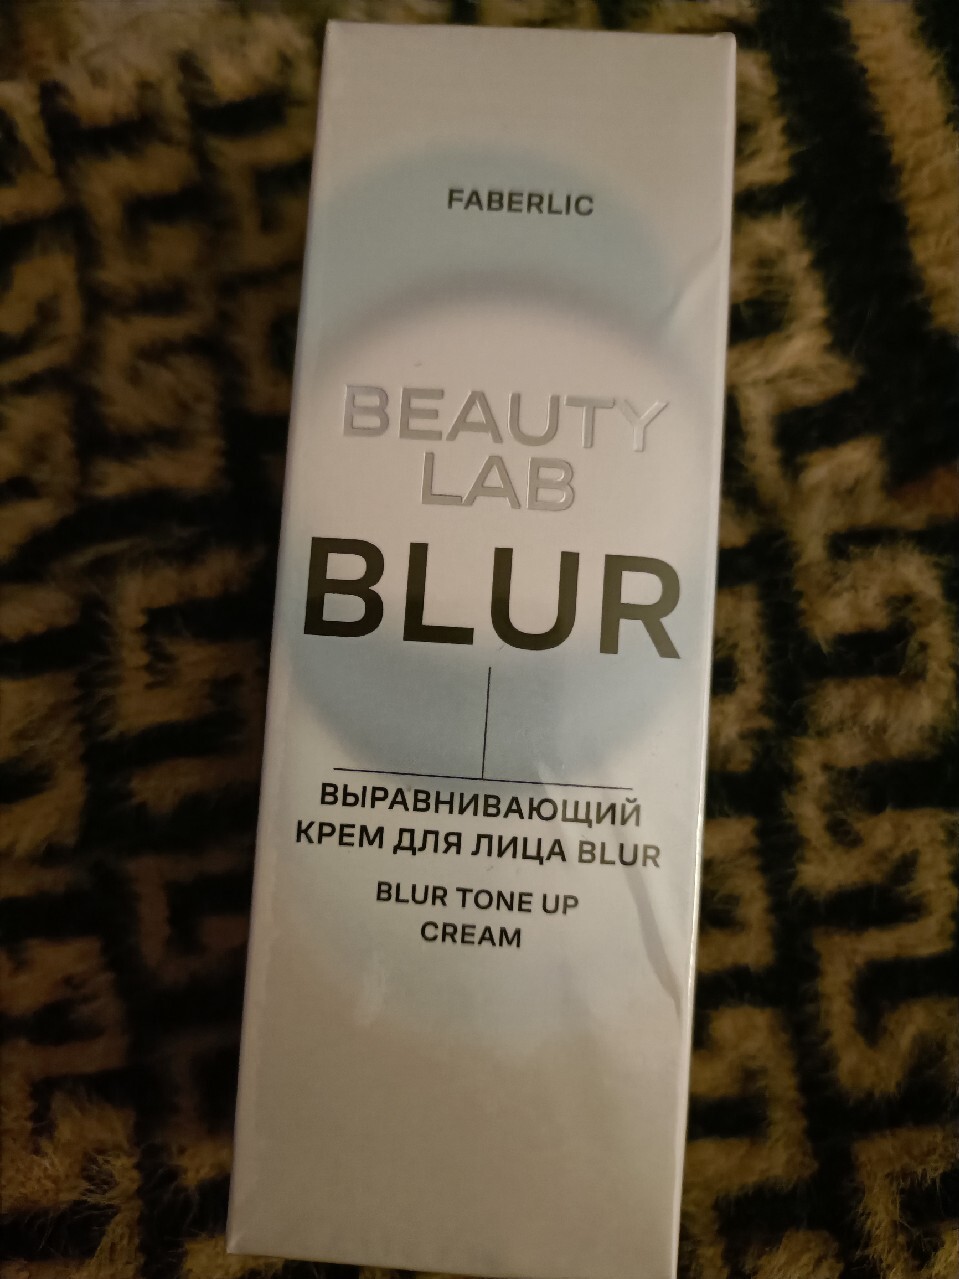 FABERLIC
BEAUTY
LAB
BLUR
ВЫРАВНИВАЮЩИЙ
КРЕМ ДЛЯ ЛИЦА BLUR
BLUR TONE UP
CREAM